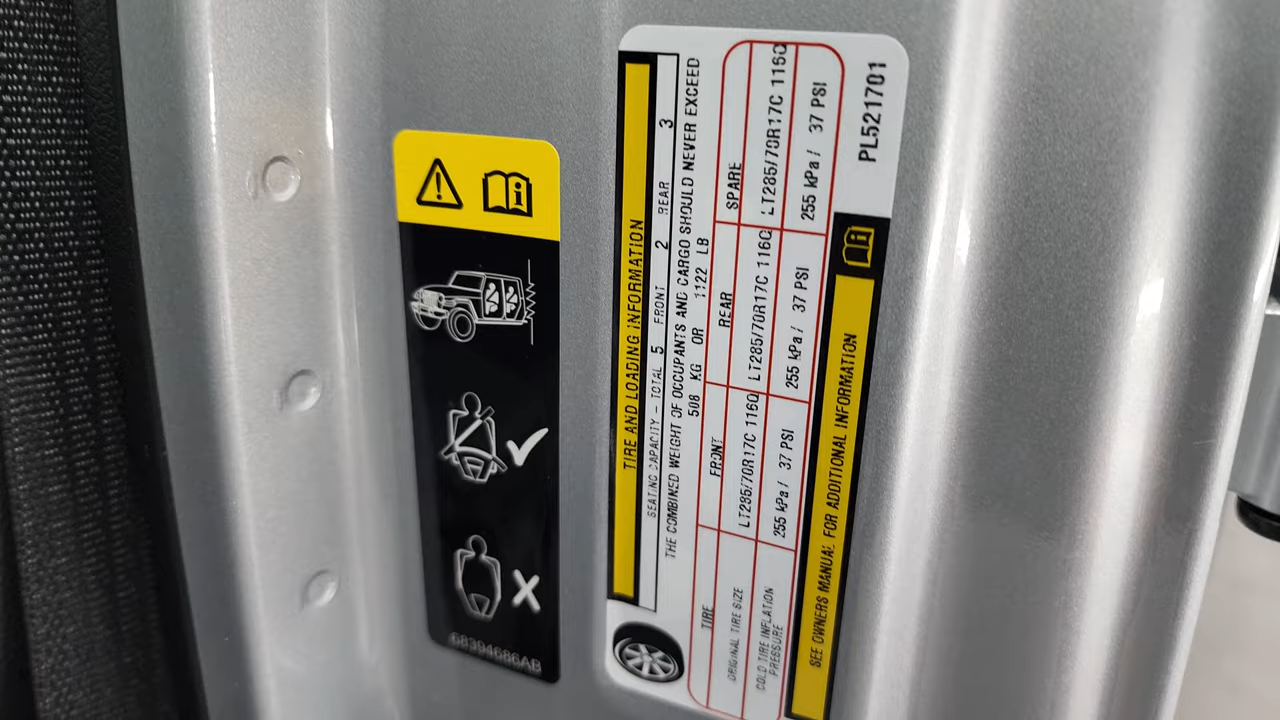 68394686AB
TIRE AND LOADING INFORMATION
SEATING CAPACITY – TOTAL 5 FRONT 2 REAR 3
THE COMBINED WEIGHT OF OCCUPANTS AND CARGO SHOULD NEVER EXCEED
508 KG OR 1122 LB
TIRE FRONT REAR SPARE
ORIGINAL TIRE SIZE LT285/70R17C 116Q LT285/70R17C 116Q LT285/70R17C 116Q
COLD TIRE INFLATION PRESSURE 255 kPa / 37 PSI 255 kPa / 37 PSI 255 kPa / 37 PSI
SEE OWNERS MANUAL FOR ADDITIONAL INFORMATION
PL521701